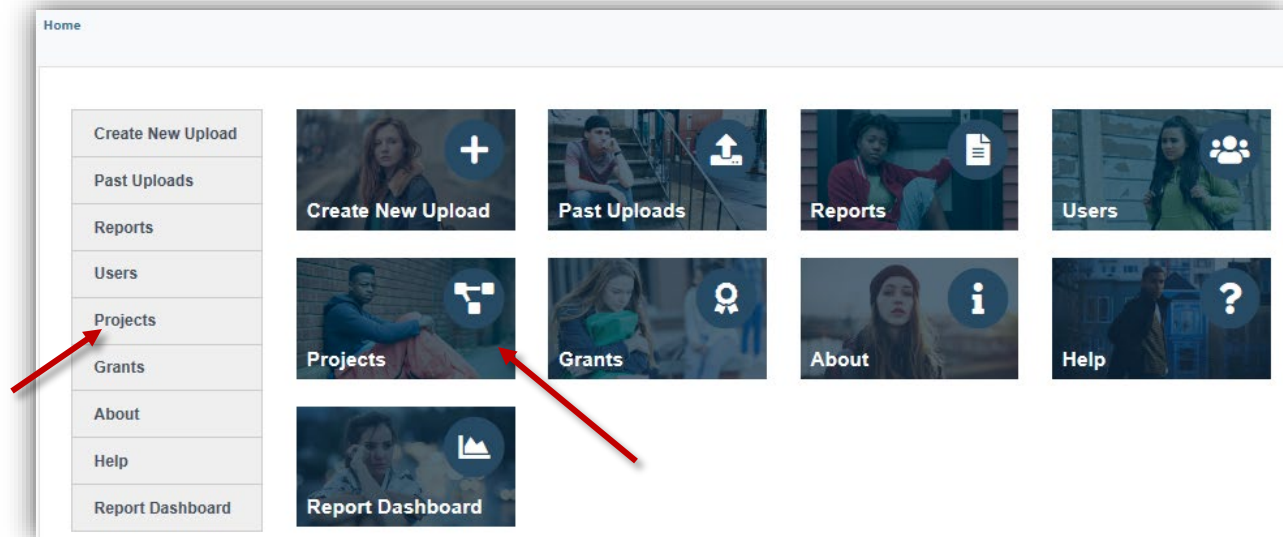 Home
Create New Upload
Past Uploads
Reports
Users
Projects
Grants
About
Help
Report Dashboard
Create New Upload
Past Uploads
Reports
Users
Projects
Grants
About
Help
Report Dashboard